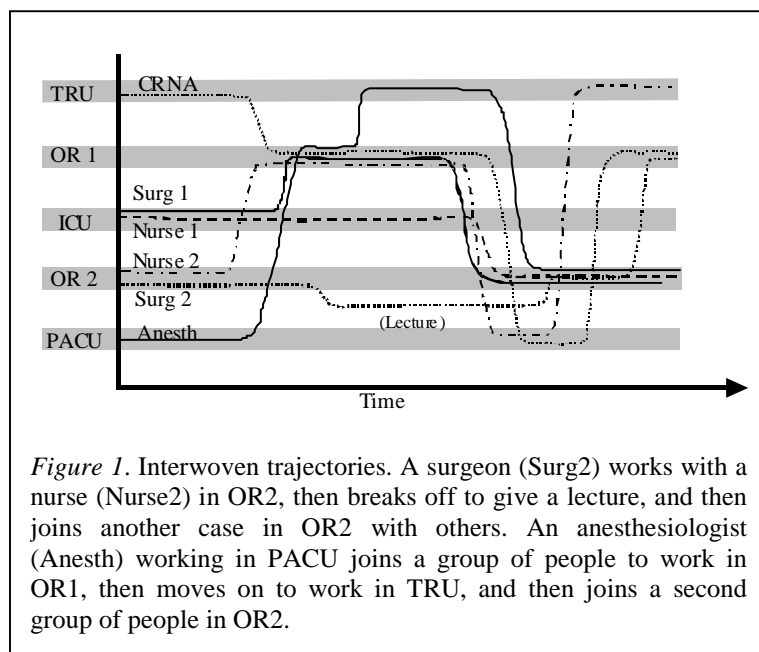 TRU
CRNA
OR 1
Surg 1
ICU
Nurse 1
Nurse 2
OR 2
Surg 2
(Lecture)
PACU
Anesth
Time
Figure 1. Interwoven trajectories. A surgeon (Surg2) works with a
nurse (Nurse2) in OR2, then breaks off to give a lecture, and then
joins another case in OR2 with others. An anesthesiologist
(Anesth) working in PACU joins a group of people to work in
OR1, then moves on to work in TRU, and then joins a second
group of people in OR2.